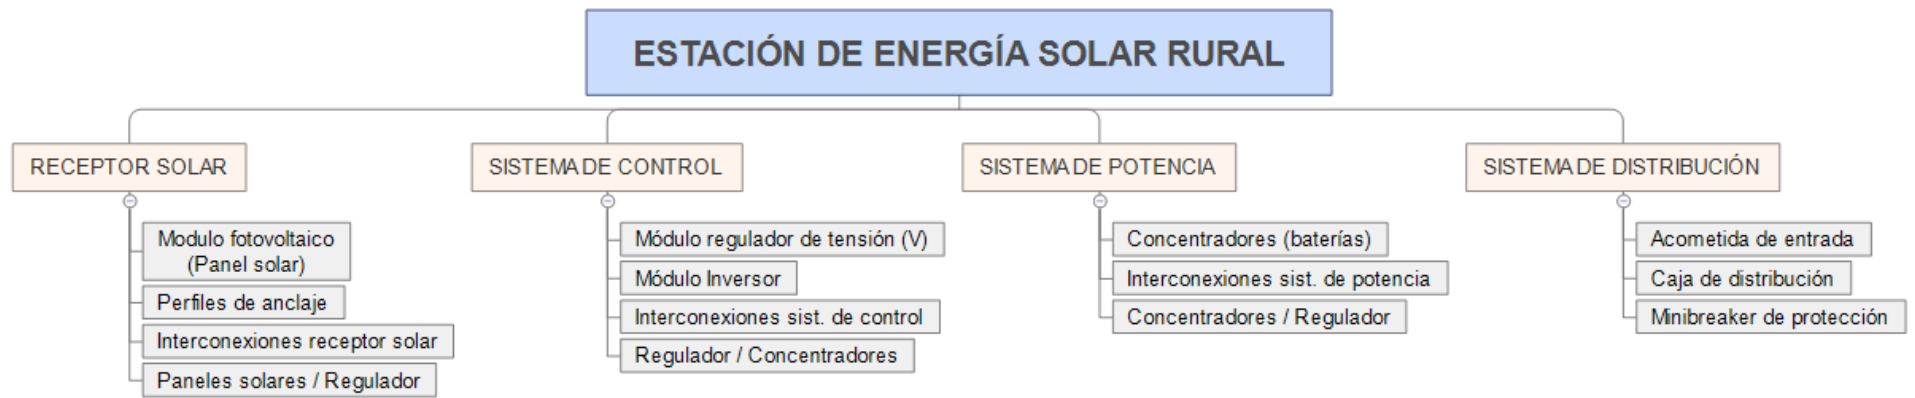 ESTACIÓN DE ENERGÍA SOLAR RURAL
RECEPTOR SOLAR
Modulo fotovoltaico
(Panel solar)
Perfiles de anclaje
Interconexiones receptor solar
Paneles solares / Regulador
SISTEMA DE CONTROL
Módulo regulador de tensión (V)
Módulo Inversor
Interconexiones sist. de control
Regulador / Concentradores
SISTEMA DE POTENCIA
Concentradores (baterías)
Interconexiones sist. de potencia
Concentradores / Regulador
SISTEMA DE DISTRIBUCIÓN
Acometida de entrada
Caja de distribución
Minibreaker de protección